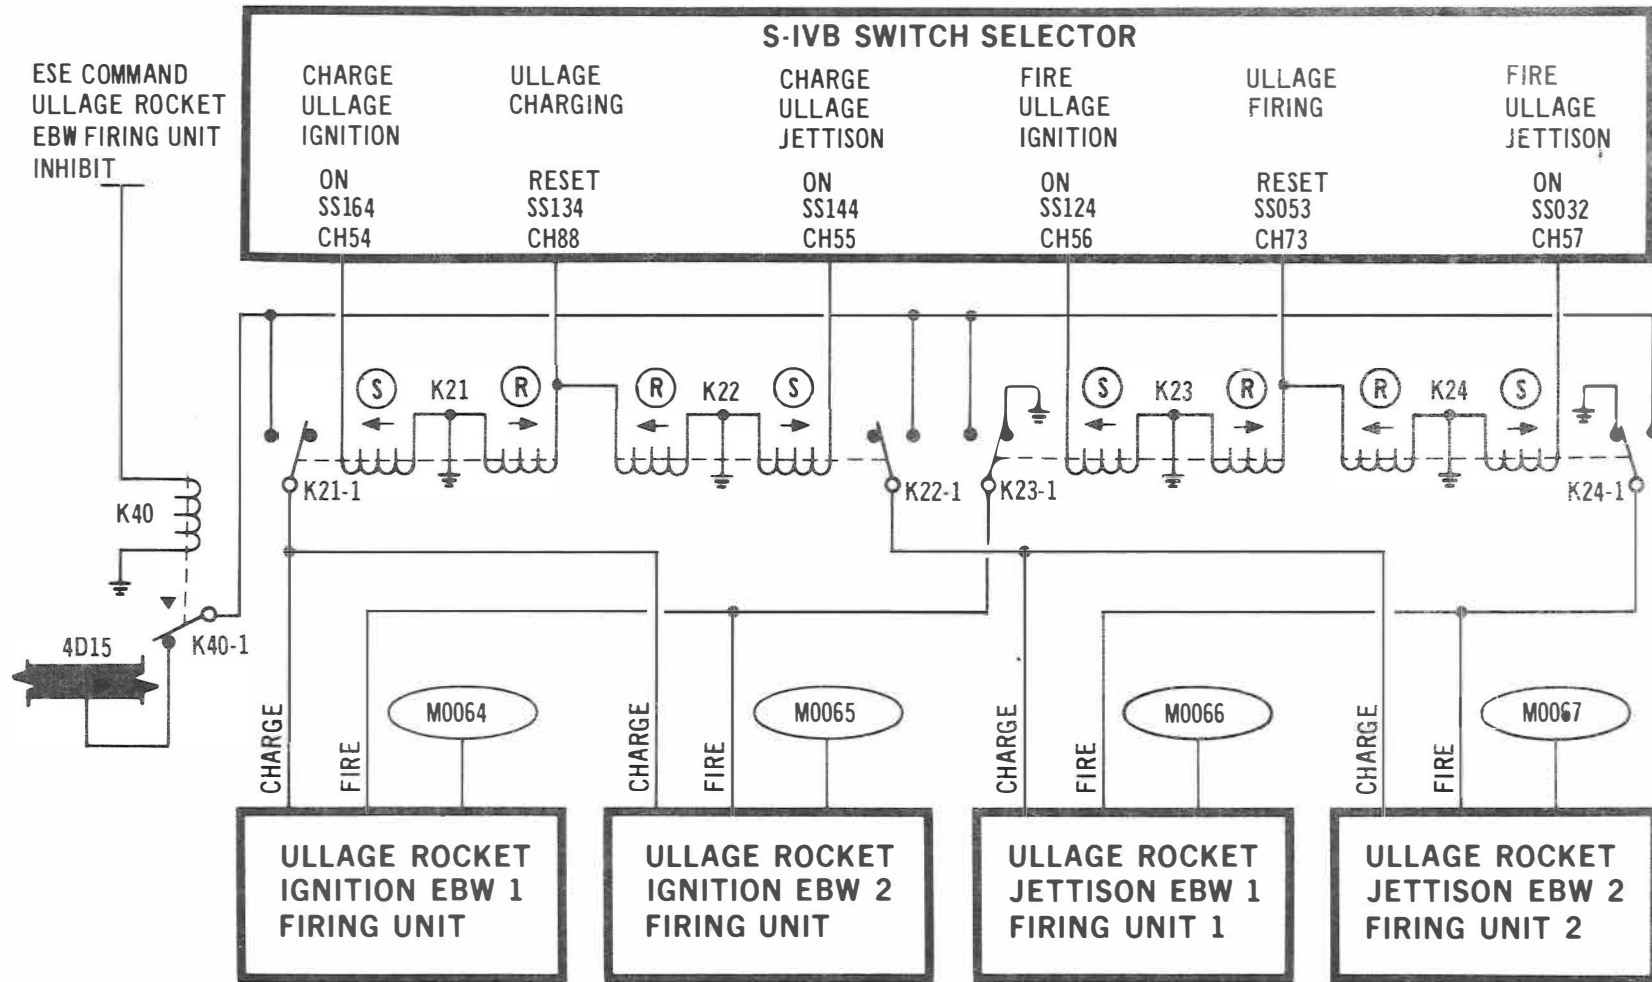 S-IVB SWITCH SELECTOR
ESE COMMAND
ULLAGE ROCKET
EBW FIRING UNIT
INHIBIT
CHARGE
ULLAGE
IGNITION
ON
SS164
CH54
ULLAGE
CHARGING
RESET
SS134
CH88
CHARGE
ULLAGE
JETTISON
ON
SS144
CH55
FIRE
ULLAGE
IGNITION
ON
SS124
CH56
ULLAGE
FIRING
RESET
SS053
CH73
FIRE
ULLAGE
JETTISON
ON
SS032
CH57
S
K21
R
R
K22
S
S
K23
R
R
K24
S
K21-1
K22-1
K23-1
K24-1
K40
K40-1
4D15
CHARGE
FIRE
M0064
CHARGE
FIRE
M0065
CHARGE
FIRE
M0066
CHARGE
FIRE
M0067
ULLAGE ROCKET
IGNITION EBW 1
FIRING UNIT
ULLAGE ROCKET
IGNITION EBW 2
FIRING UNIT
ULLAGE ROCKET
JETTISON EBW 1
FIRING UNIT 1
ULLAGE ROCKET
JETTISON EBW 2
FIRING UNIT 2